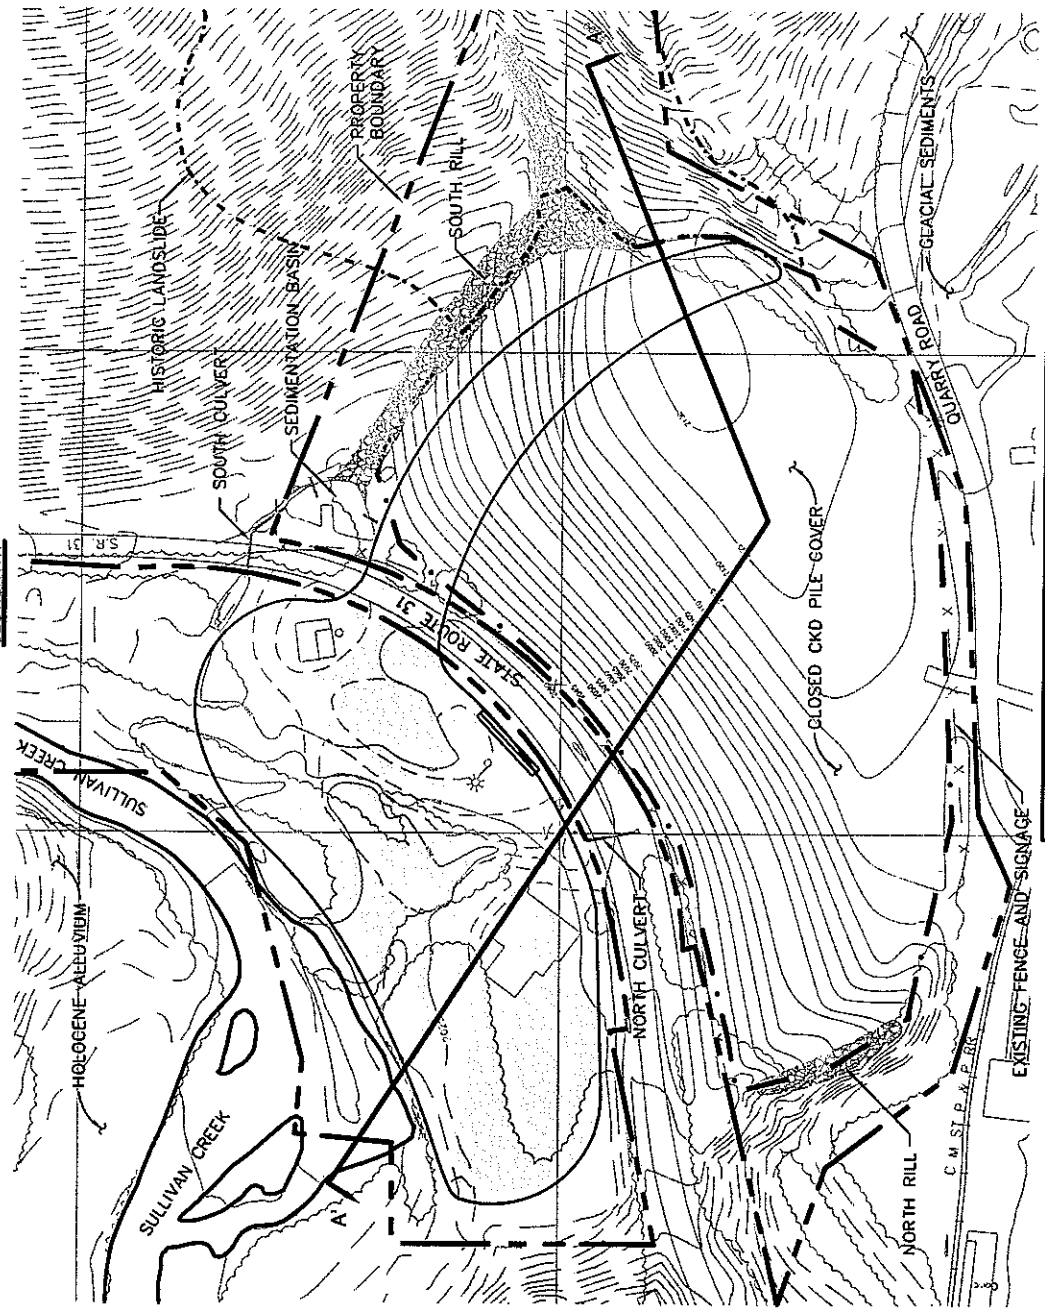 HISTORIC LANDSLIDE
PROPERTY
BOUNDARY
SOUTH RILL
SEDIMENTATION BASIN
SOUTH CULVERT
S.R. 31
STATE ROUTE 31
SULLIVAN CREEK
HOLOCENE ALLUVIUM
SULLIVAN CREEK
A
A'
GLACIAL SEDIMENTS
QUARRY ROAD
CLOSED CKD PILE COVER
NORTH CULVERT
EXISTING FENCE AND SIGNAGE
C M ST P & P RR
NORTH RILL